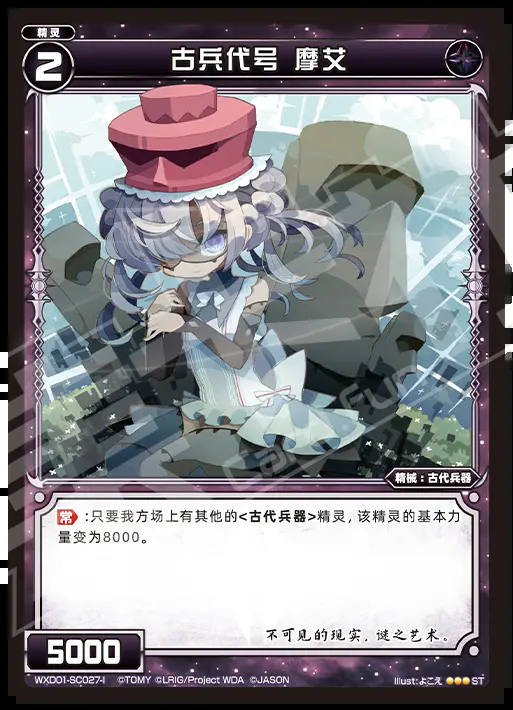 精灵
2
古兵代号 摩艾
精械：古代兵器
常 :只要我方场上有其他的<古代兵器>精灵，该精灵的基本力
量变为8000。
不可见的现实，谜之艺术。
5000
WXD01-SC027-I ©TOMY ©LRIG/Project WDA ©JASON
Illust:よこえ ST